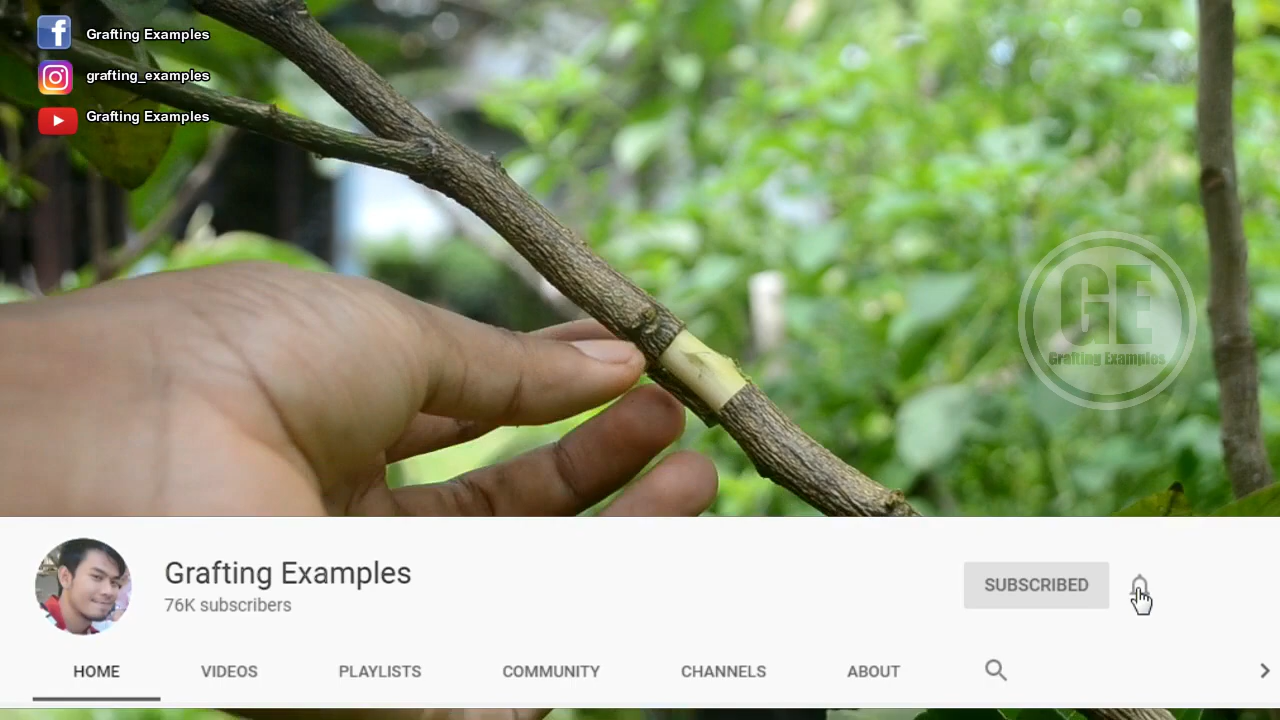 Grafting Examples
grafting_examples
Grafting Examples
GE
Grafting Examples
Grafting Examples
76K subscribers
SUBSCRIBED
HOME VIDEOS PLAYLISTS COMMUNITY CHANNELS ABOUT